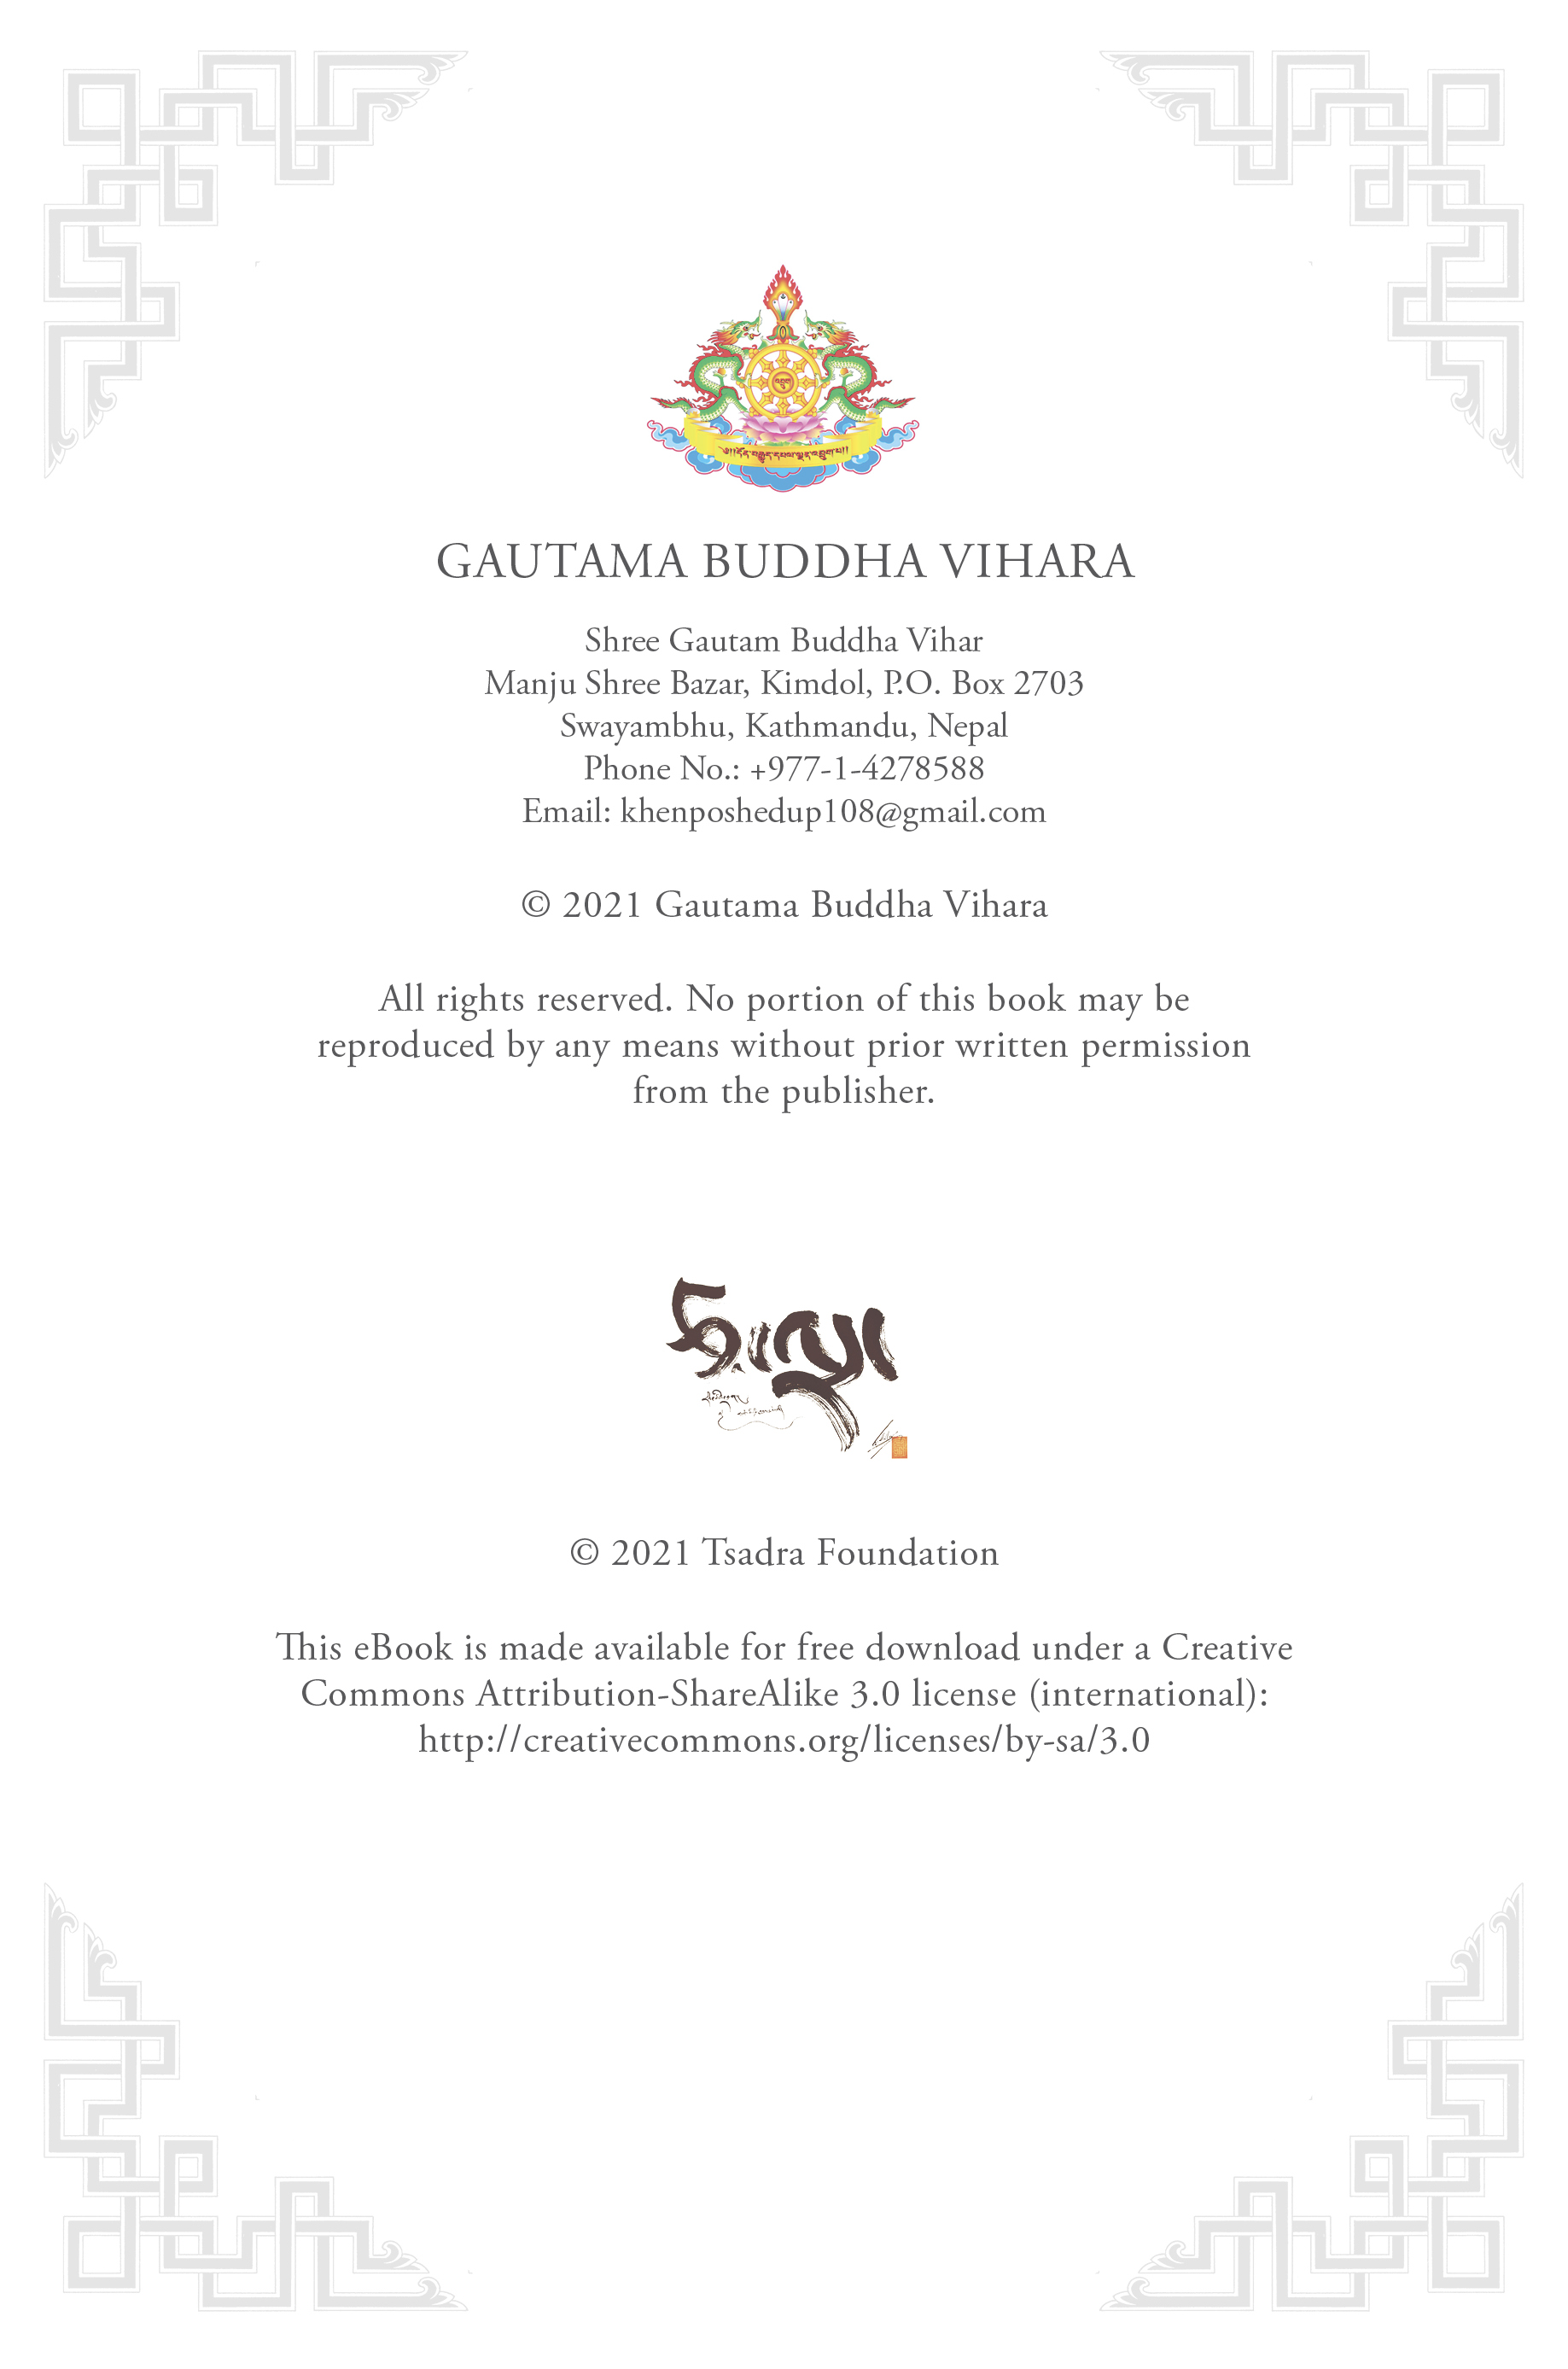 འབྲུག
༄།།དོན་བརྒྱུད་དཔལ་ལྡན་འབྲུག་པ།།
GAUTAMA BUDDHA VIHARA
Shree Gautam Buddha Vihar
Manju Shree Bazar, Kimdol, P.O. Box 2703
Swayambhu, Kathmandu, Nepal
Phone No.: +977-1-4278588
Email: khenposhedup108@gmail.com
© 2021 Gautama Buddha Vihara
All rights reserved. No portion of this book may be
reproduced by any means without prior written permission
from the publisher.
© 2021 Tsadra Foundation
This eBook is made available for free download under a Creative
Commons Attribution-ShareAlike 3.0 license (international):
http://creativecommons.org/licenses/by-sa/3.0